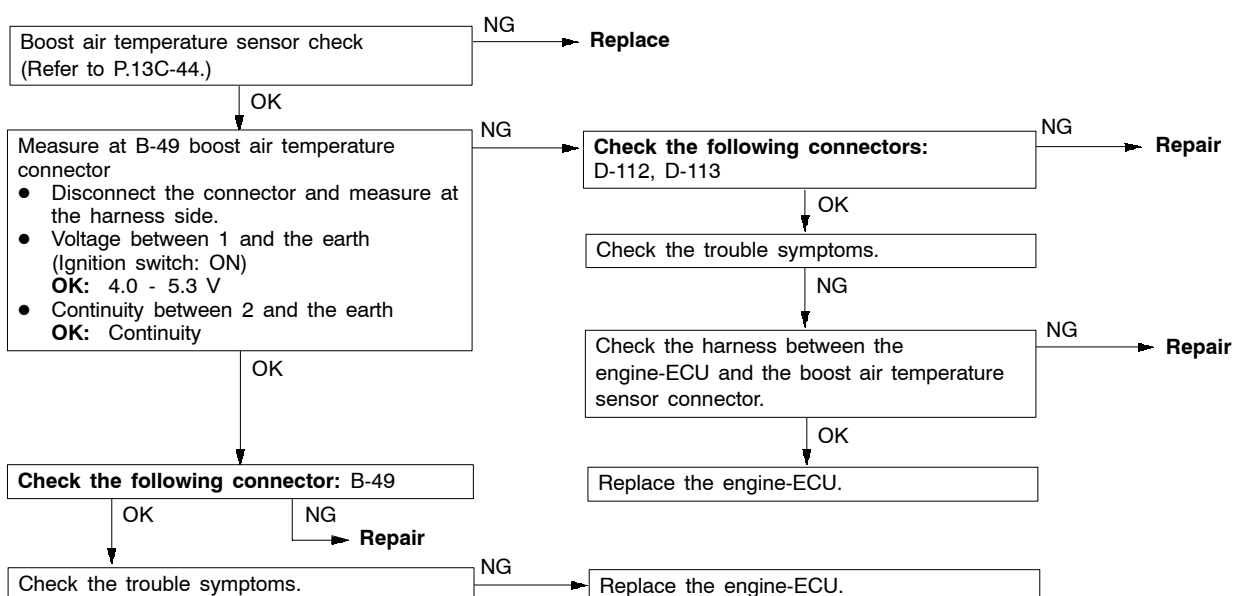 Boost air temperature sensor check
(Refer to P.13C-44.)
NG
Replace
OK
Measure at B-49 boost air temperature
connector
● Disconnect the connector and measure at
the harness side.
● Voltage between 1 and the earth
(Ignition switch: ON)
OK: 4.0 - 5.3 V
● Continuity between 2 and the earth
OK: Continuity
NG
Check the following connectors:
D-112, D-113
NG
Repair
OK
Check the trouble symptoms.
NG
Check the harness between the
engine-ECU and the boost air temperature
sensor connector.
NG
Repair
OK
Replace the engine-ECU.
OK
Check the following connector: B-49
OK
NG
Repair
Check the trouble symptoms.
NG
Replace the engine-ECU.